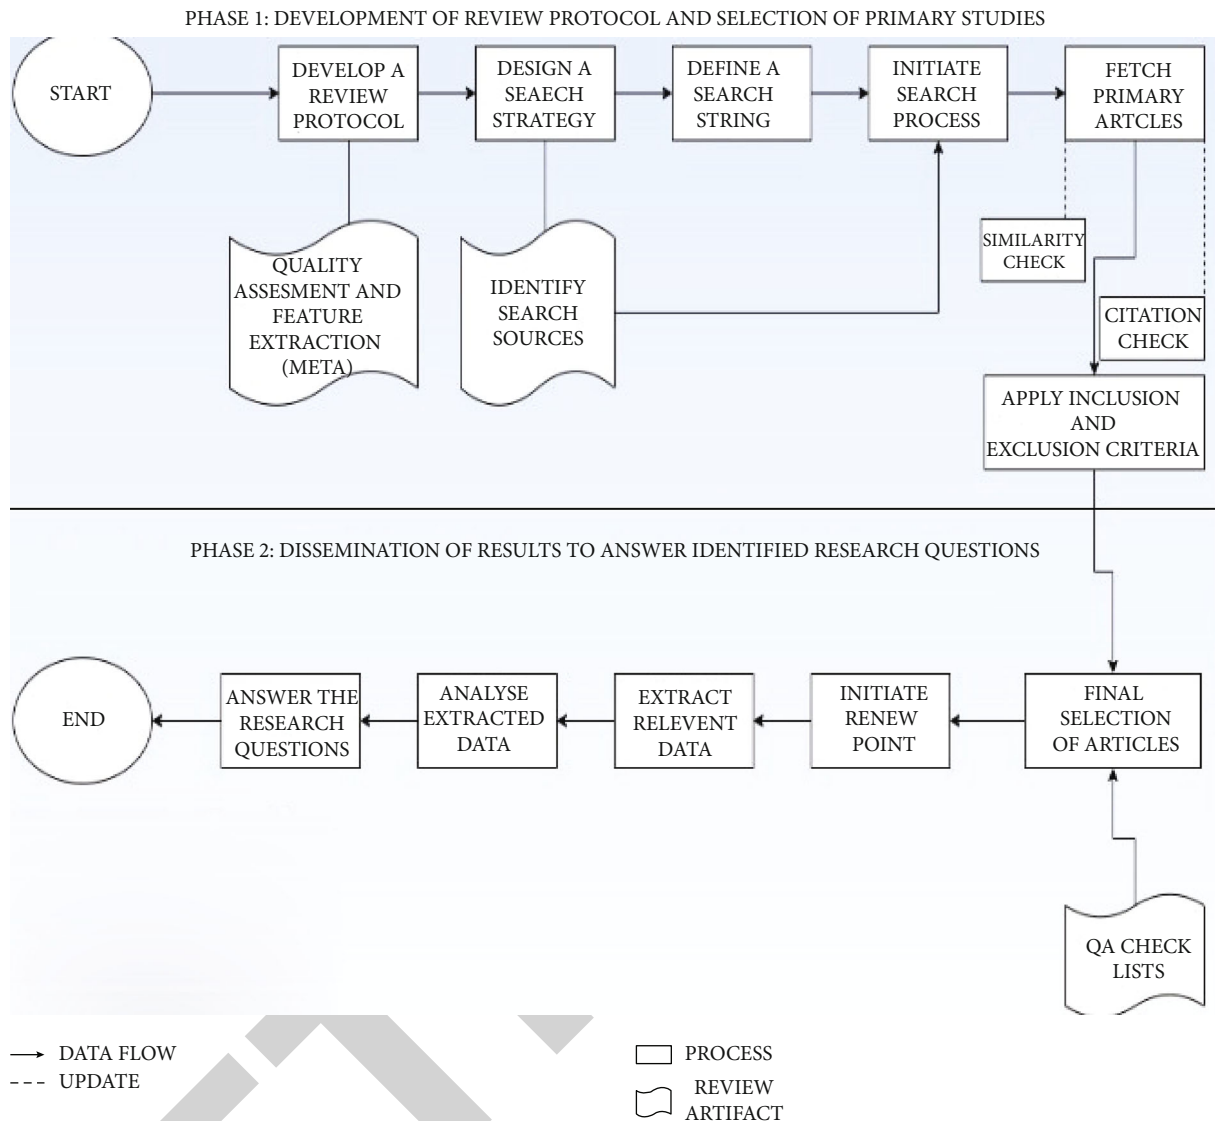 PHASE 1: DEVELOPMENT OF REVIEW PROTOCOL AND SELECTION OF PRIMARY STUDIES
START
DEVELOP A
REVIEW
PROTOCOL
DESIGN A
SEAECH
STRATEGY
DEFINE A
SEARCH
STRING
INITIATE
SEARCH
PROCESS
FETCH
PRIMARY
ARTCLES
QUALITY
ASSESMENT AND
FEATURE
EXTRACTION
(META)
IDENTIFY
SEARCH
SOURCES
SIMILARITY
CHECK
CITATION
CHECK
APPLY INCLUSION
AND
EXCLUSION CRITERIA
PHASE 2: DISSEMINATION OF RESULTS TO ANSWER IDENTIFIED RESEARCH QUESTIONS
END
ANSWER THE
RESEARCH
QUESTIONS
ANALYSE
EXTRACTED
DATA
EXTRACT
RELEVENT
DATA
INITIATE
RENEW
POINT
FINAL
SELECTION
OF ARTICLES
QA CHECK
LISTS
DATA FLOW
UPDATE
PROCESS
REVIEW
ARTIFACT